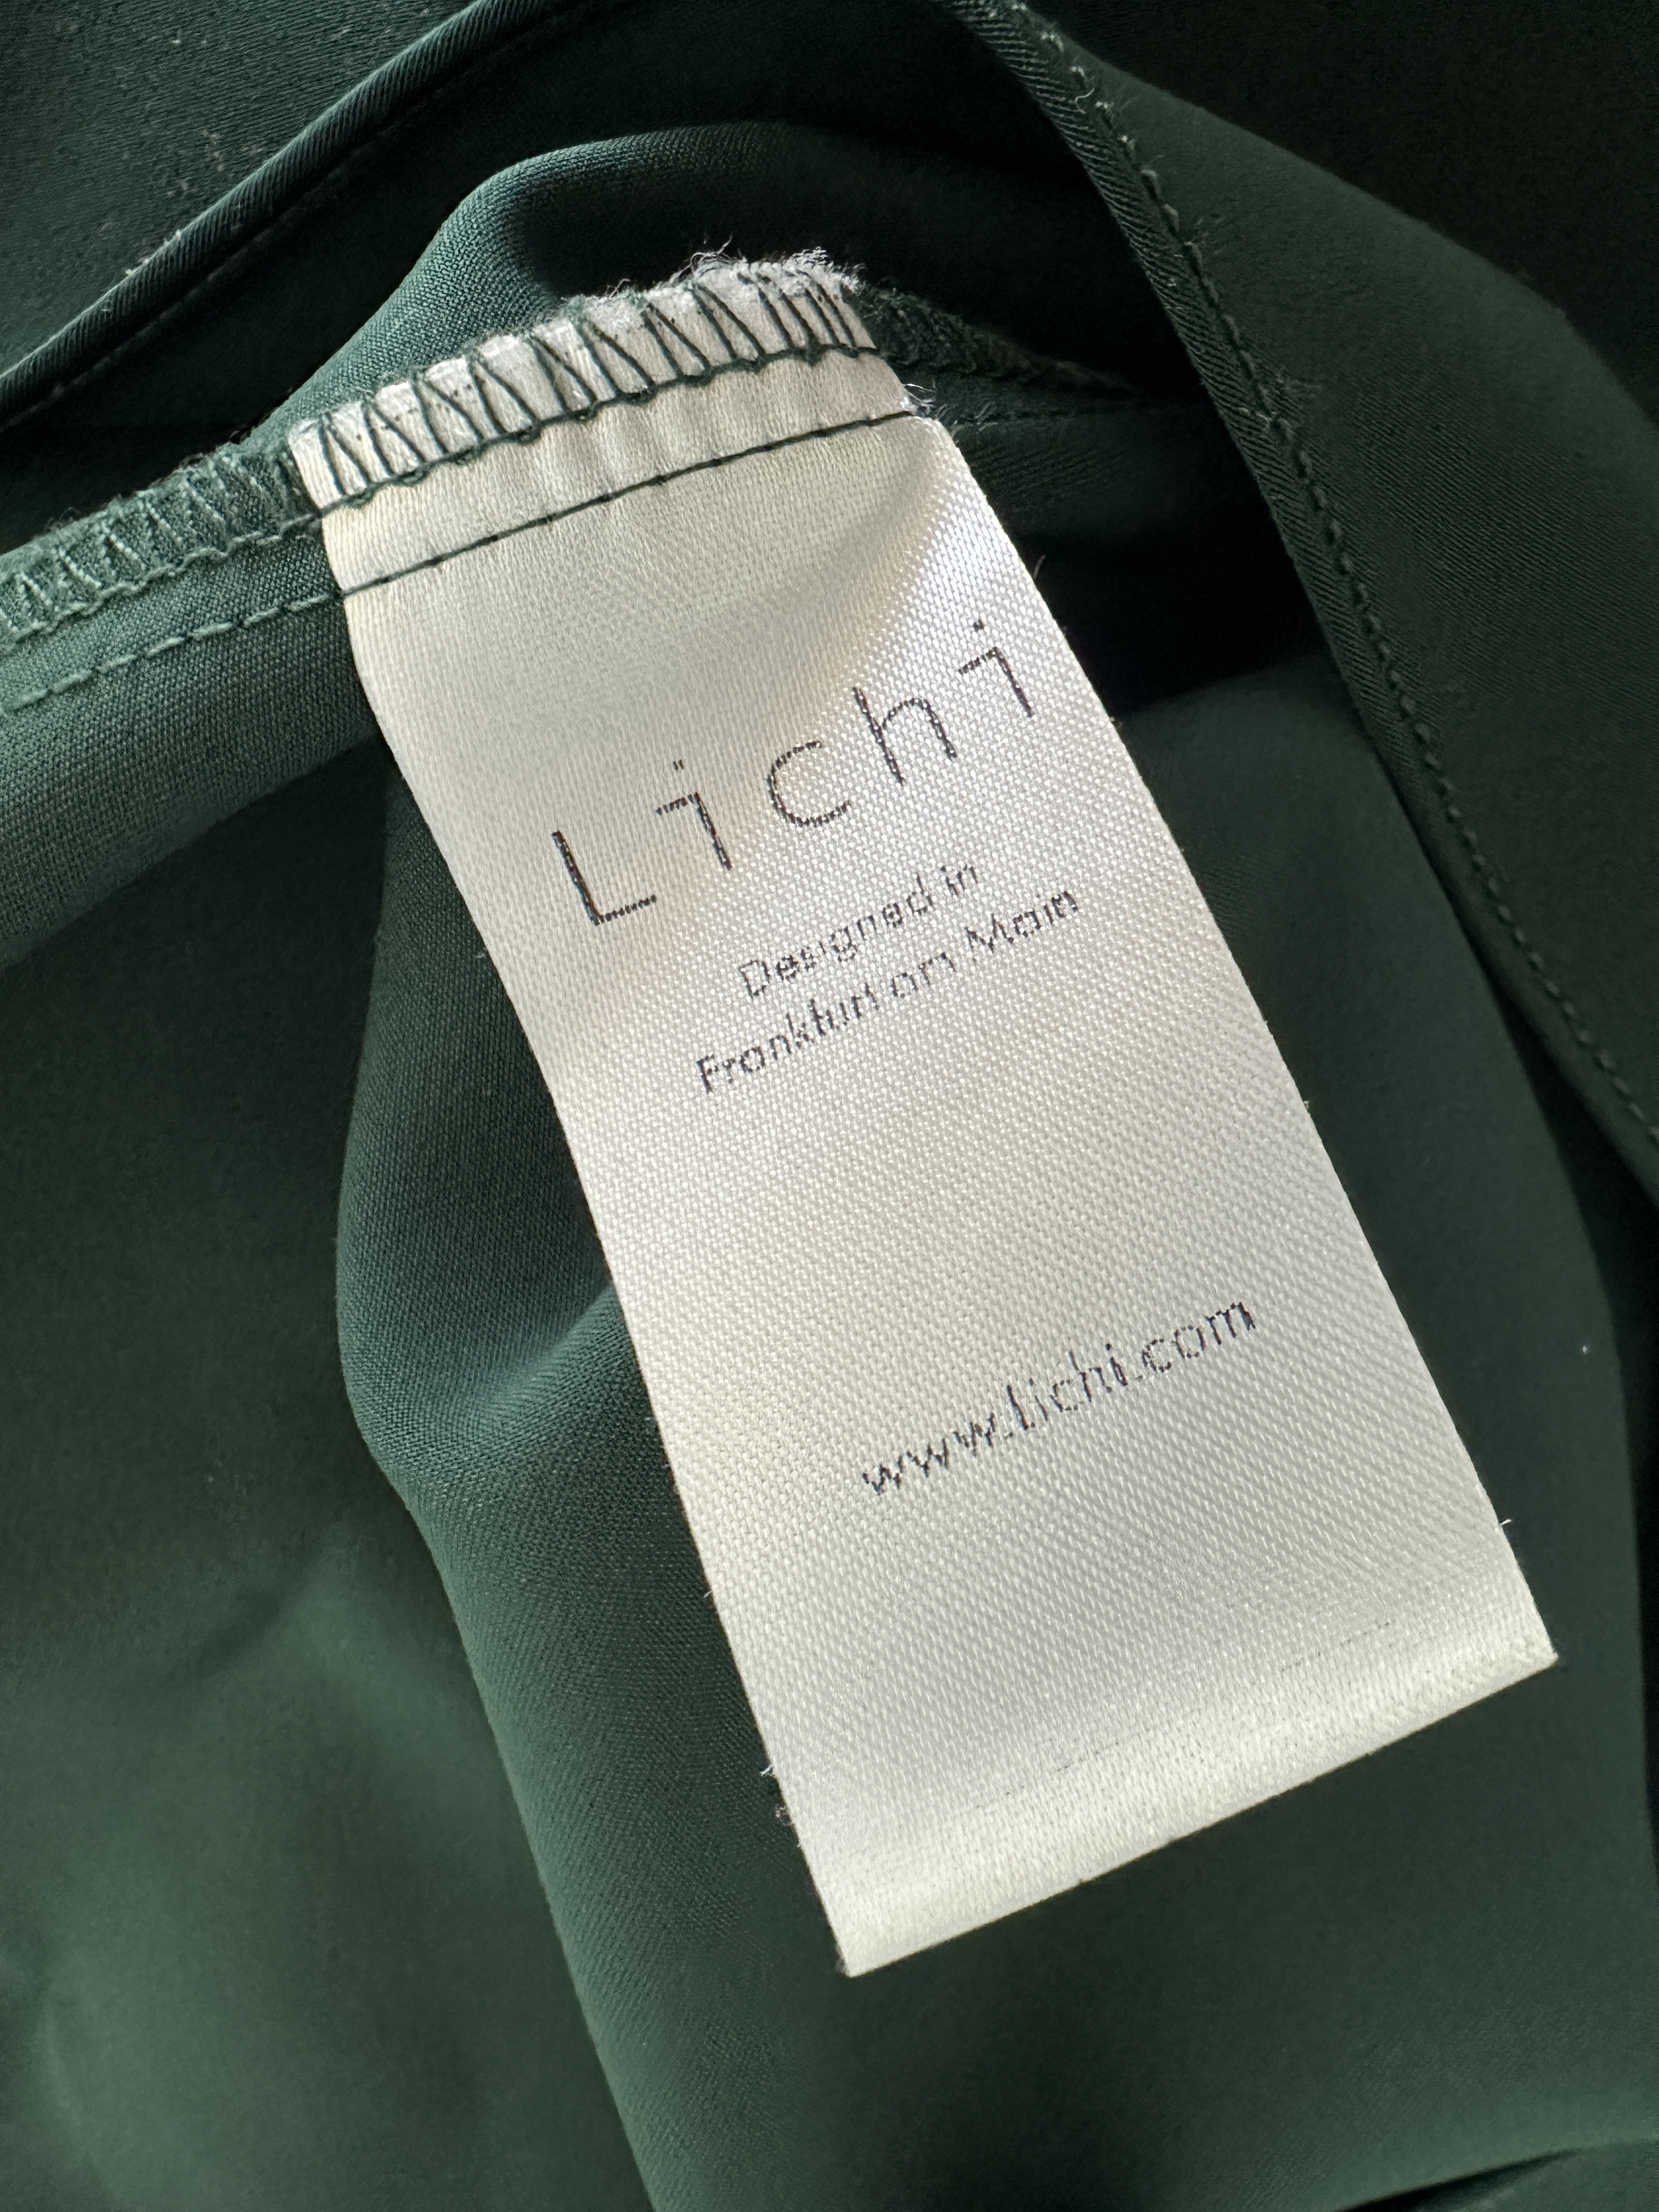 Lichi
Designed in
Frankfurt am Main
www.lichi.com